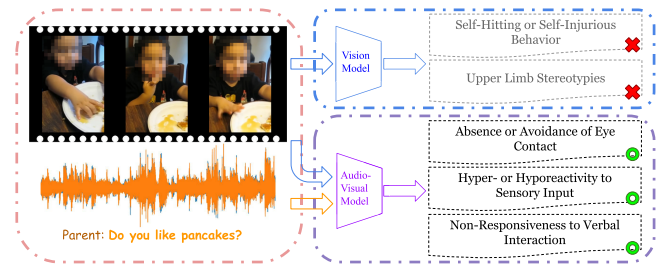 Vision
Model
Self-Hitting or Self-Injurious
Behavior
Upper Limb Stereotypies
Audio-
Visual
Model
Absence or Avoidance of Eye
Contact
Hyper- or Hyporeactivity to
Sensory Input
Non-Responsiveness to Verbal
Interaction
Parent: Do you like pancakes?